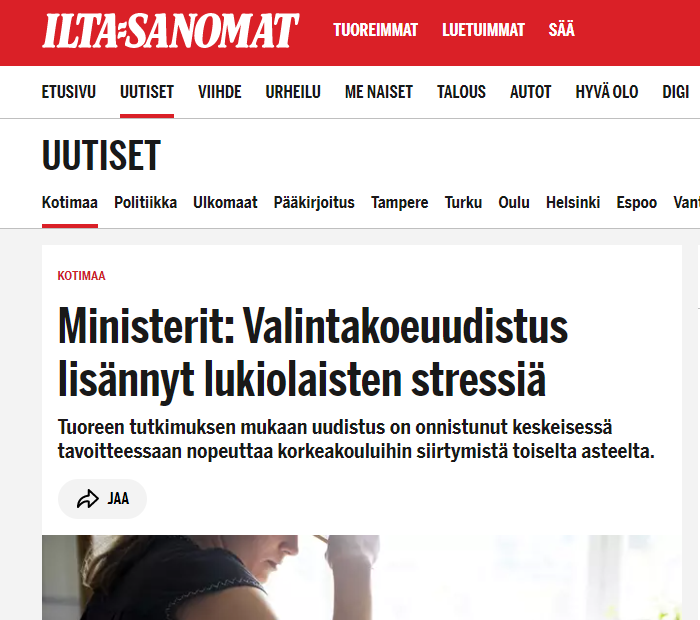 ILTA-SANOMAT TUOREIMMAT LUETUIMMAT SÄÄ
ETUSIVU UUTISET VIIHDE URHEILU ME NAISET TALOUS AUTOT HYVÄ OLO DIGI
UUTISET
Kotimaa Politiikka Ulkomaat Pääkirjoitus Tampere Turku Oulu Helsinki Espoo
KOTIMAA
Ministerit: Valintakoeuudistus
lisännyt lukiolaisten stressiä
Tuoreen tutkimuksen mukaan uudistus on onnistunut keskeisessä
tavoitteessaan nopeuttaa korkeakouluihin siirtymistä toiselta asteelta.
JAA